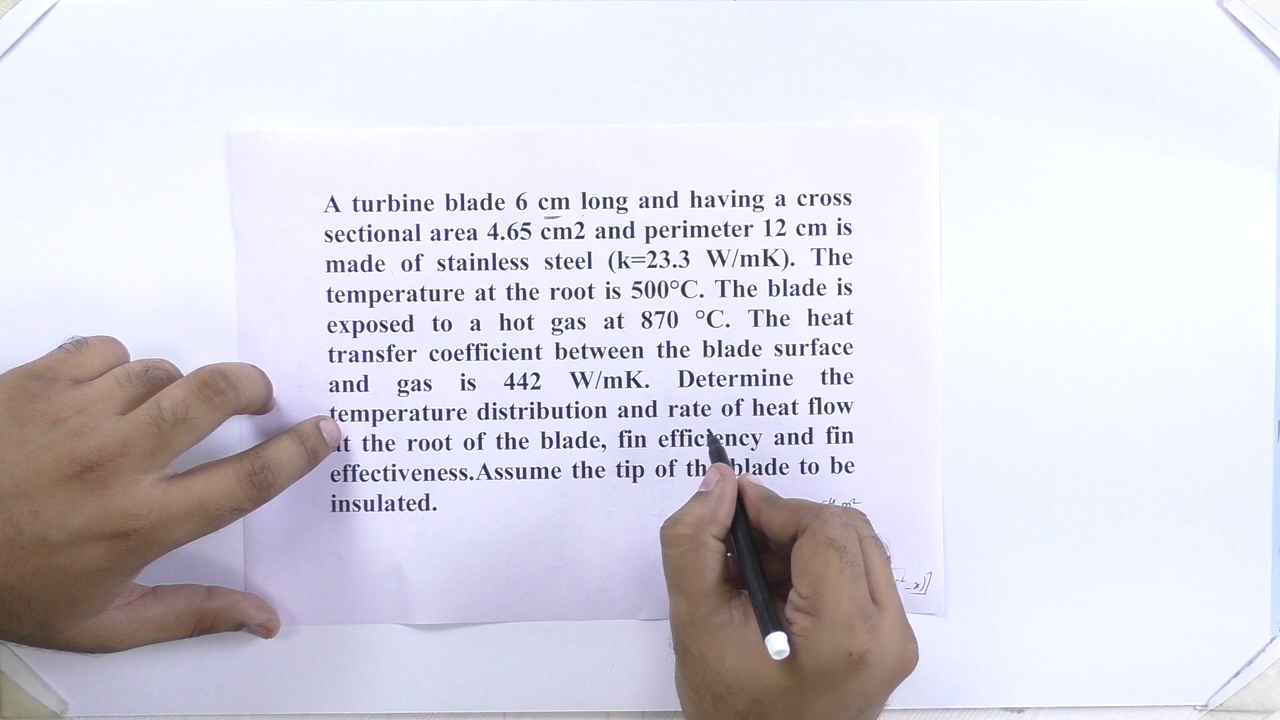 A turbine blade 6 cm long and having a cross
sectional area 4.65 cm2 and perimeter 12 cm is
made of stainless steel (k=23.3 W/mK). The
temperature at the root is 500°C. The blade is
exposed to a hot gas at 870 °C. The heat
transfer coefficient between the blade surface
and gas is 442 W/mK. Determine the
temperature distribution and rate of heat flow
at the root of the blade, fin efficiency and fin
effectiveness.Assume the tip of the blade to be
insulated.